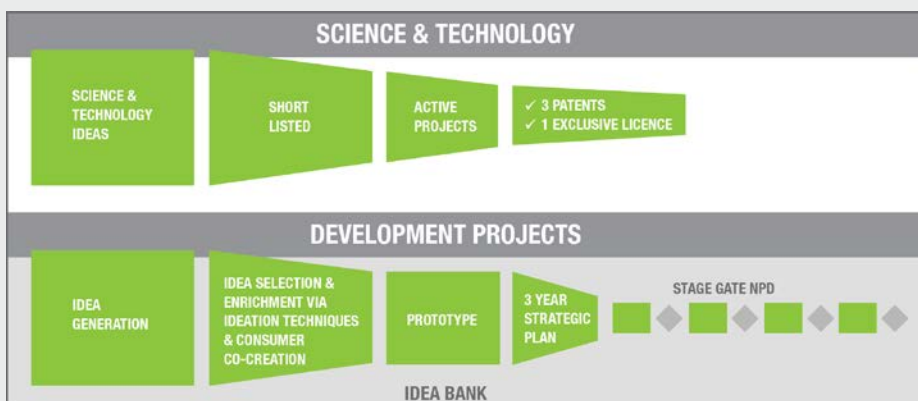 SCIENCE & TECHNOLOGY
SCIENCE &
TECHNOLOGY
IDEAS
SHORT
LISTED
ACTIVE
PROJECTS
✓ 3 PATENTS
✓ 1 EXCLUSIVE LICENCE
DEVELOPMENT PROJECTS
IDEA
GENERATION
IDEA SELECTION &
ENRICHMENT VIA
IDEATION TECHNIQUES
& CONSUMER
CO-CREATION
PROTOTYPE
3 YEAR
STRATEGIC
PLAN
STAGE GATE NPD
IDEA BANK